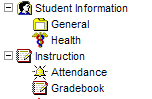 Student Information
General
Health
Instruction
Attendance
Gradebook